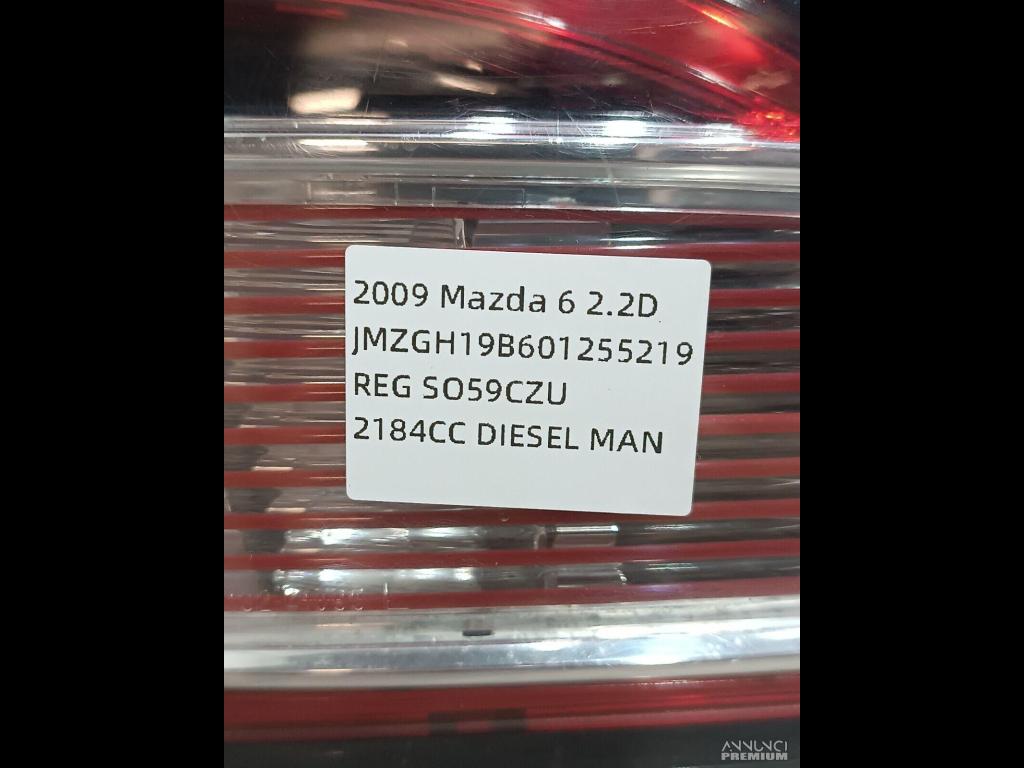 2009 Mazda 6 2.2D
JMZGH19B601255219
REG SO59CZU
2184CC DIESEL MAN
ANNUNCI
PREMIUM